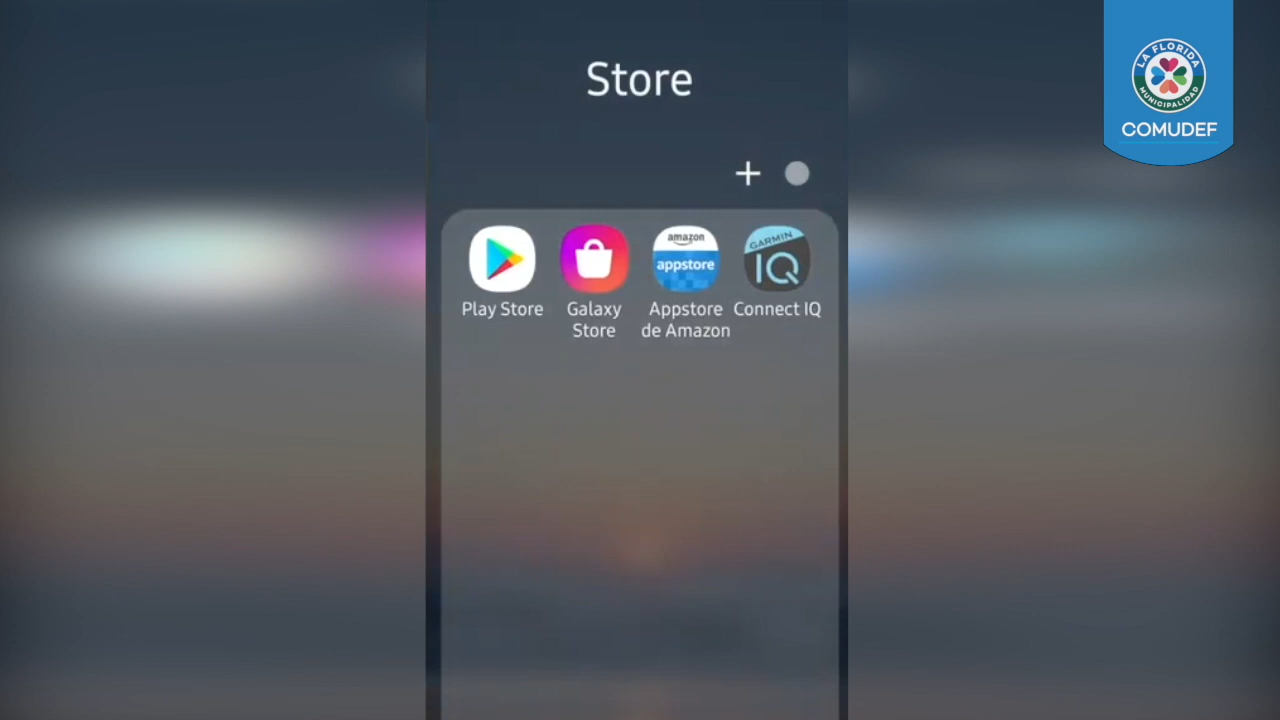 Store
LA FLORIDA
MUNICIPALIDAD
COMUDEF
amazon
appstore
GARMIN
IQ
Play Store
Galaxy
Store
Appstore
de Amazon
Connect IQ